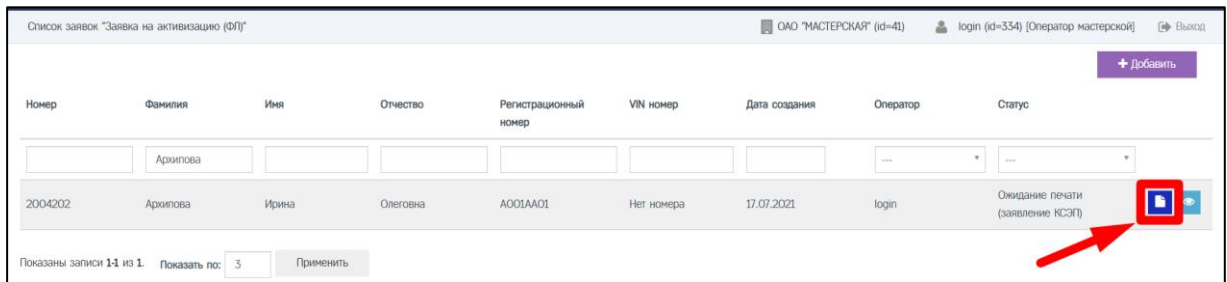 Список заявок "Заявка на активизацию (ФЛ)" ОАО "МАСТЕРСКАЯ" (id=41) login (id=334) [Оператор мастерской] Выход
+ Добавить
Номер Фамилия Имя Отчество Регистрационный номер VIN номер Дата создания Оператор Статус
Архипова --- ---
2004202 Архипова Ирина Олеговна А001АА01 Нет номера 17.07.2021 login Ожидание печати (заявление КСЭП)
Показаны записи 1-1 из 1. Показать по: 3 Применить